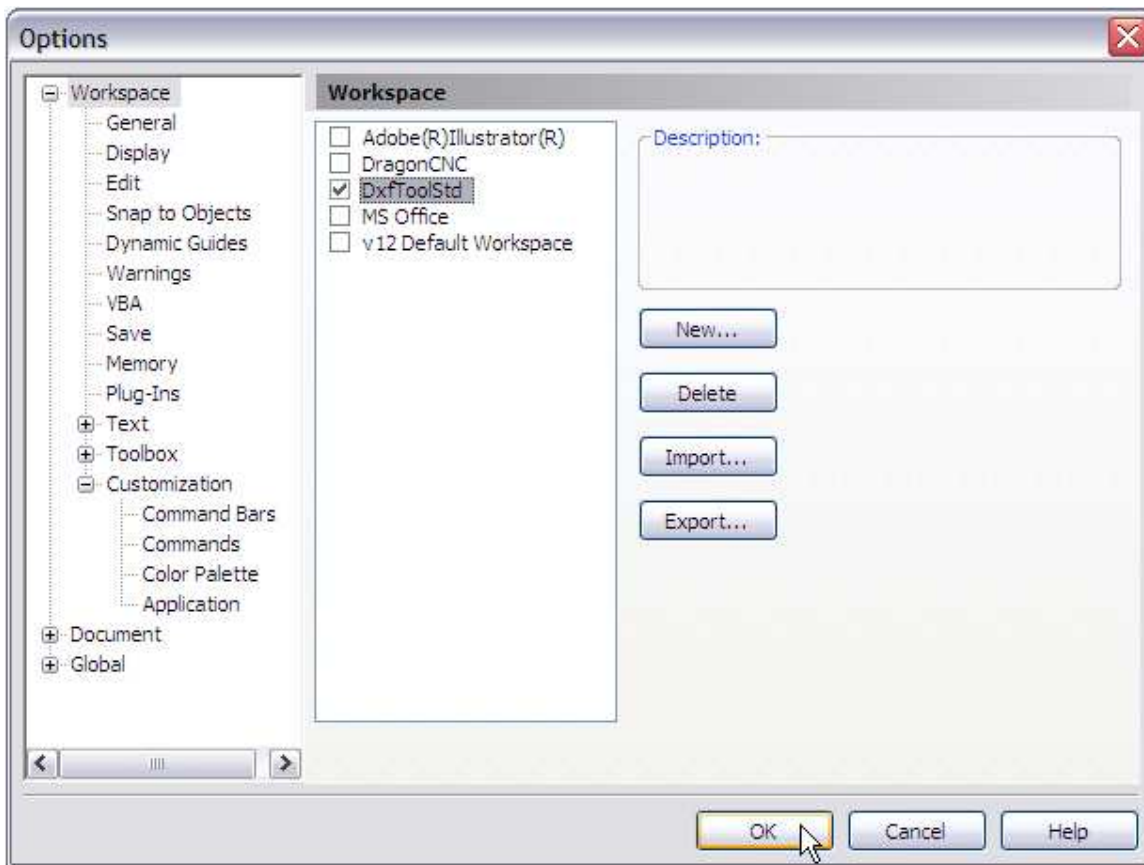 Options
Workspace
General
Display
Edit
Snap to Objects
Dynamic Guides
Warnings
VBA
Save
Memory
Plug-Ins
Text
Toolbox
Customization
Command Bars
Commands
Color Palette
Application
Document
Global
Workspace
Adobe(R)Illustrator(R)
DragonCNC
DxfToolStd
MS Office
v12 Default Workspace
Description:
New...
Delete
Import...
Export...
OK
Cancel
Help